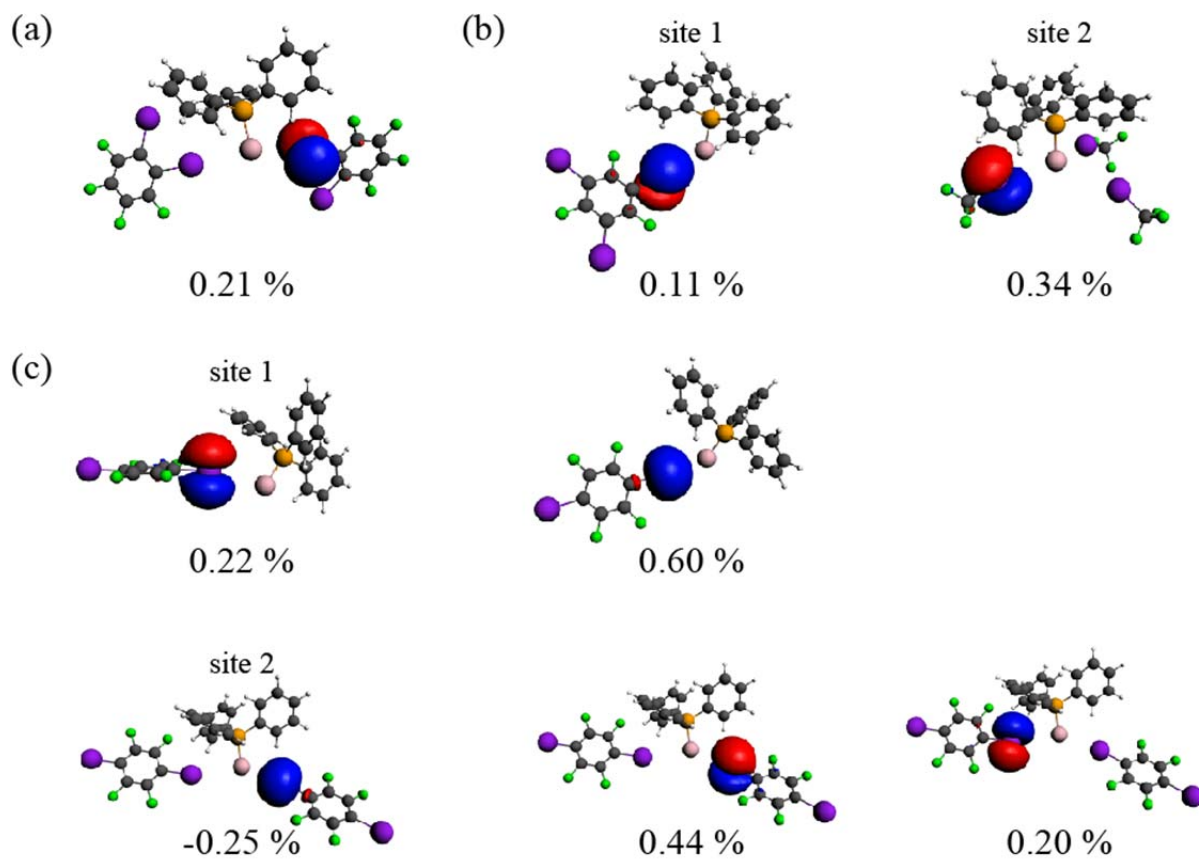 (a)
(b)
site 1
site 2
0.21 %
0.11 %
0.34 %
(c)
site 1
0.22 %
0.60 %
site 2
-0.25 %
0.44 %
0.20 %